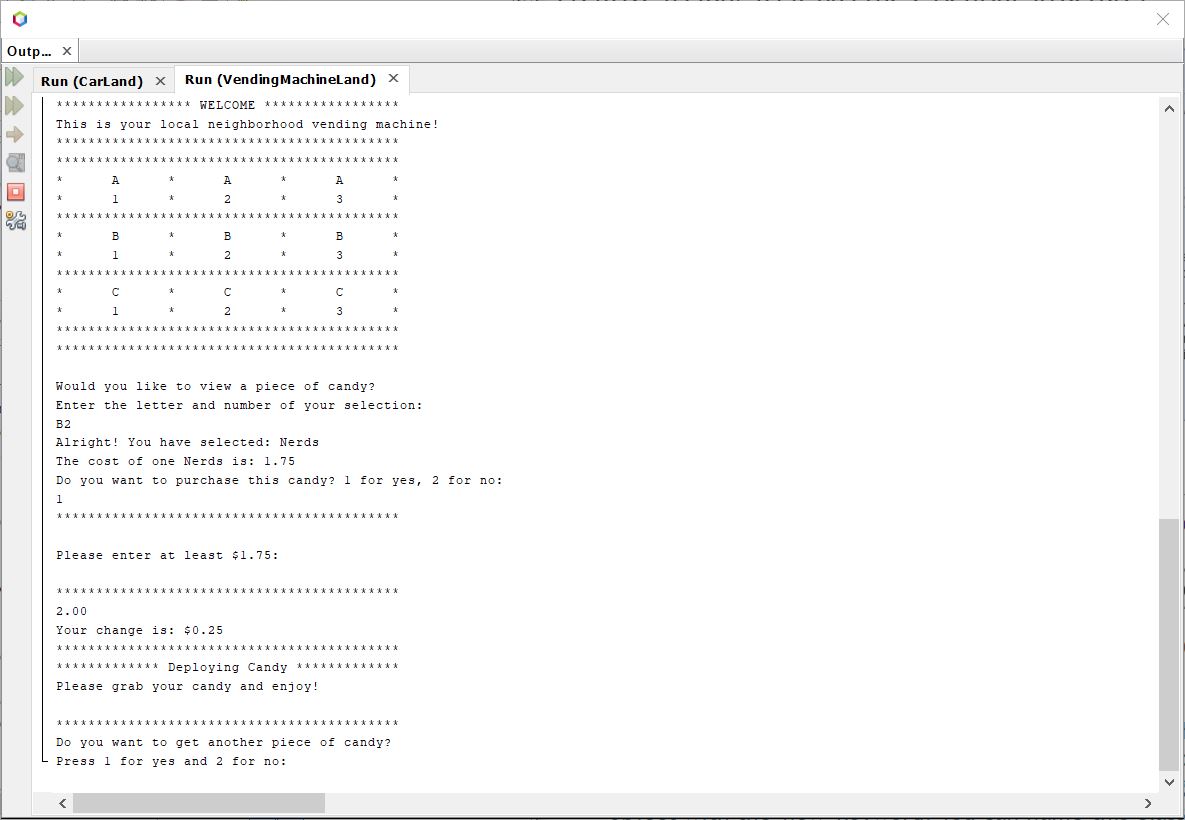 Outp...
Run (CarLand)
Run (VendingMachineLand)
***************** WELCOME *****************
This is your local neighborhood vending machine!
*******************************************
*******************************************
*      A      *      A      *      A      *
*      1      *      2      *      3      *
*******************************************
*      B      *      B      *      B      *
*      1      *      2      *      3      *
*******************************************
*      C      *      C      *      C      *
*      1      *      2      *      3      *
*******************************************
*******************************************
Would you like to view a piece of candy?
Enter the letter and number of your selection:
B2
Alright! You have selected: Nerds
The cost of one Nerds is: 1.75
Do you want to purchase this candy? 1 for yes, 2 for no:
1
*******************************************
Please enter at least $1.75:
*******************************************
2.00
Your change is: $0.25
*******************************************
************* Deploying Candy *************
Please grab your candy and enjoy!
*******************************************
Do you want to get another piece of candy?
Press 1 for yes and 2 for no: